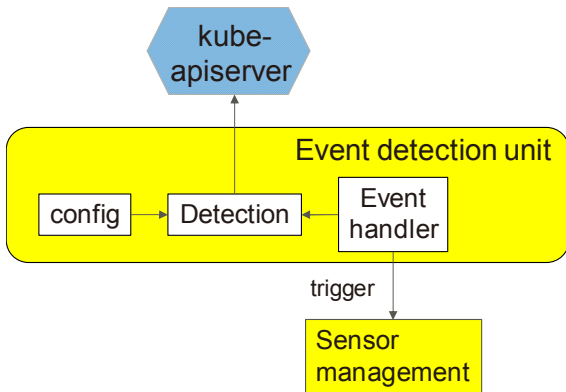 kube-
apiserver
Event detection unit
config
Detection
Event
handler
trigger
Sensor
management